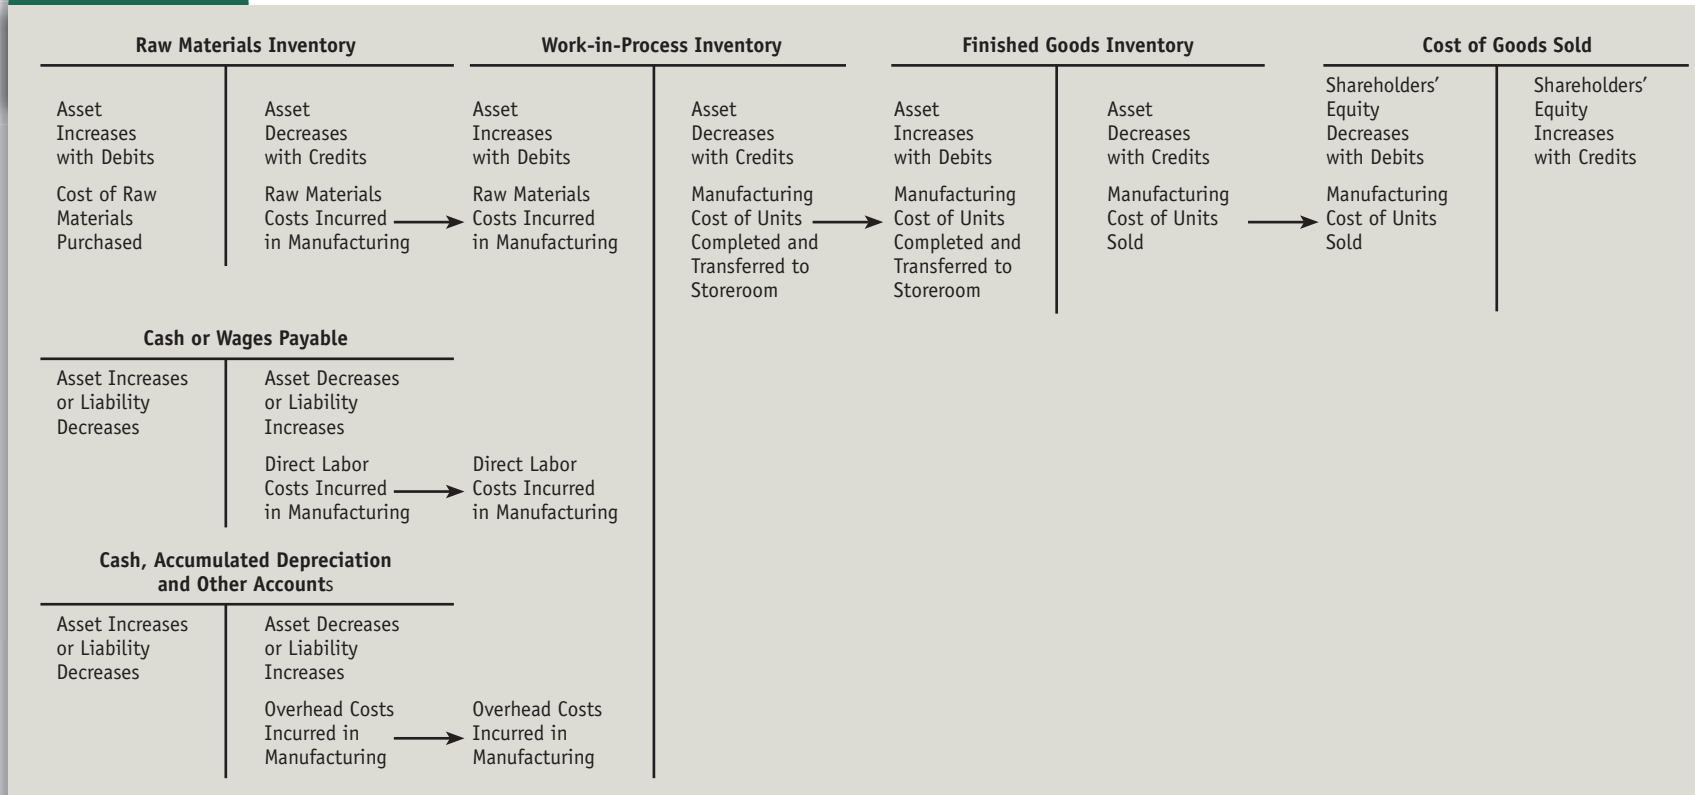 Raw Materials Inventory
Asset
Increases
with Debits
Cost of Raw
Materials
Purchased
Asset
Decreases
with Credits
Raw Materials
Costs Incurred
in Manufacturing
Work-in-Process Inventory
Asset
Increases
with Debits
Raw Materials
Costs Incurred
in Manufacturing
Asset
Decreases
with Credits
Manufacturing
Cost of Units
Completed and
Transferred to
Storeroom
Finished Goods Inventory
Asset
Increases
with Debits
Manufacturing
Cost of Units
Completed and
Transferred to
Storeroom
Asset
Decreases
with Credits
Manufacturing
Cost of Units
Sold
Cost of Goods Sold
Shareholders’
Equity
Decreases
with Debits
Manufacturing
Cost of Units
Sold
Shareholders’
Equity
Increases
with Credits
Cash or Wages Payable
Asset Increases
or Liability
Decreases
Asset Decreases
or Liability
Increases
Direct Labor
Costs Incurred
in Manufacturing
Direct Labor
Costs Incurred
in Manufacturing
Cash, Accumulated Depreciation
and Other Accounts
Asset Increases
or Liability
Decreases
Asset Decreases
or Liability
Increases
Overhead Costs
Incurred in
Manufacturing
Overhead Costs
Incurred in
Manufacturing